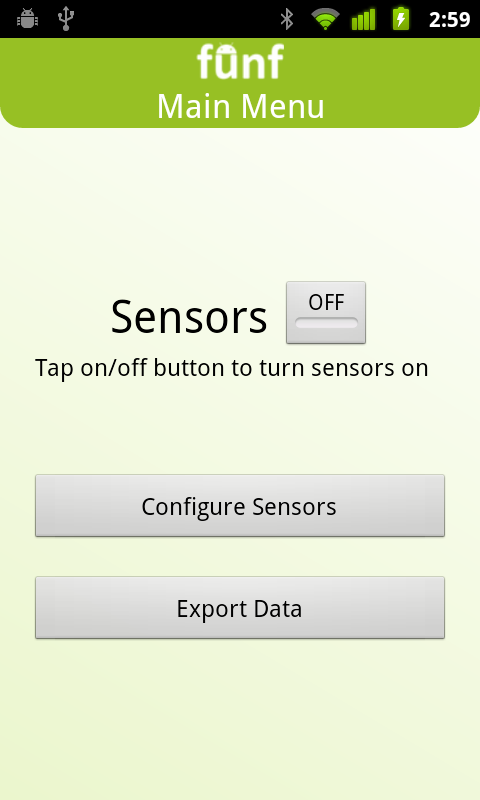 2:59
funf
Main Menu
Sensors
OFF
Tap on/off button to turn sensors on
Configure Sensors
Export Data